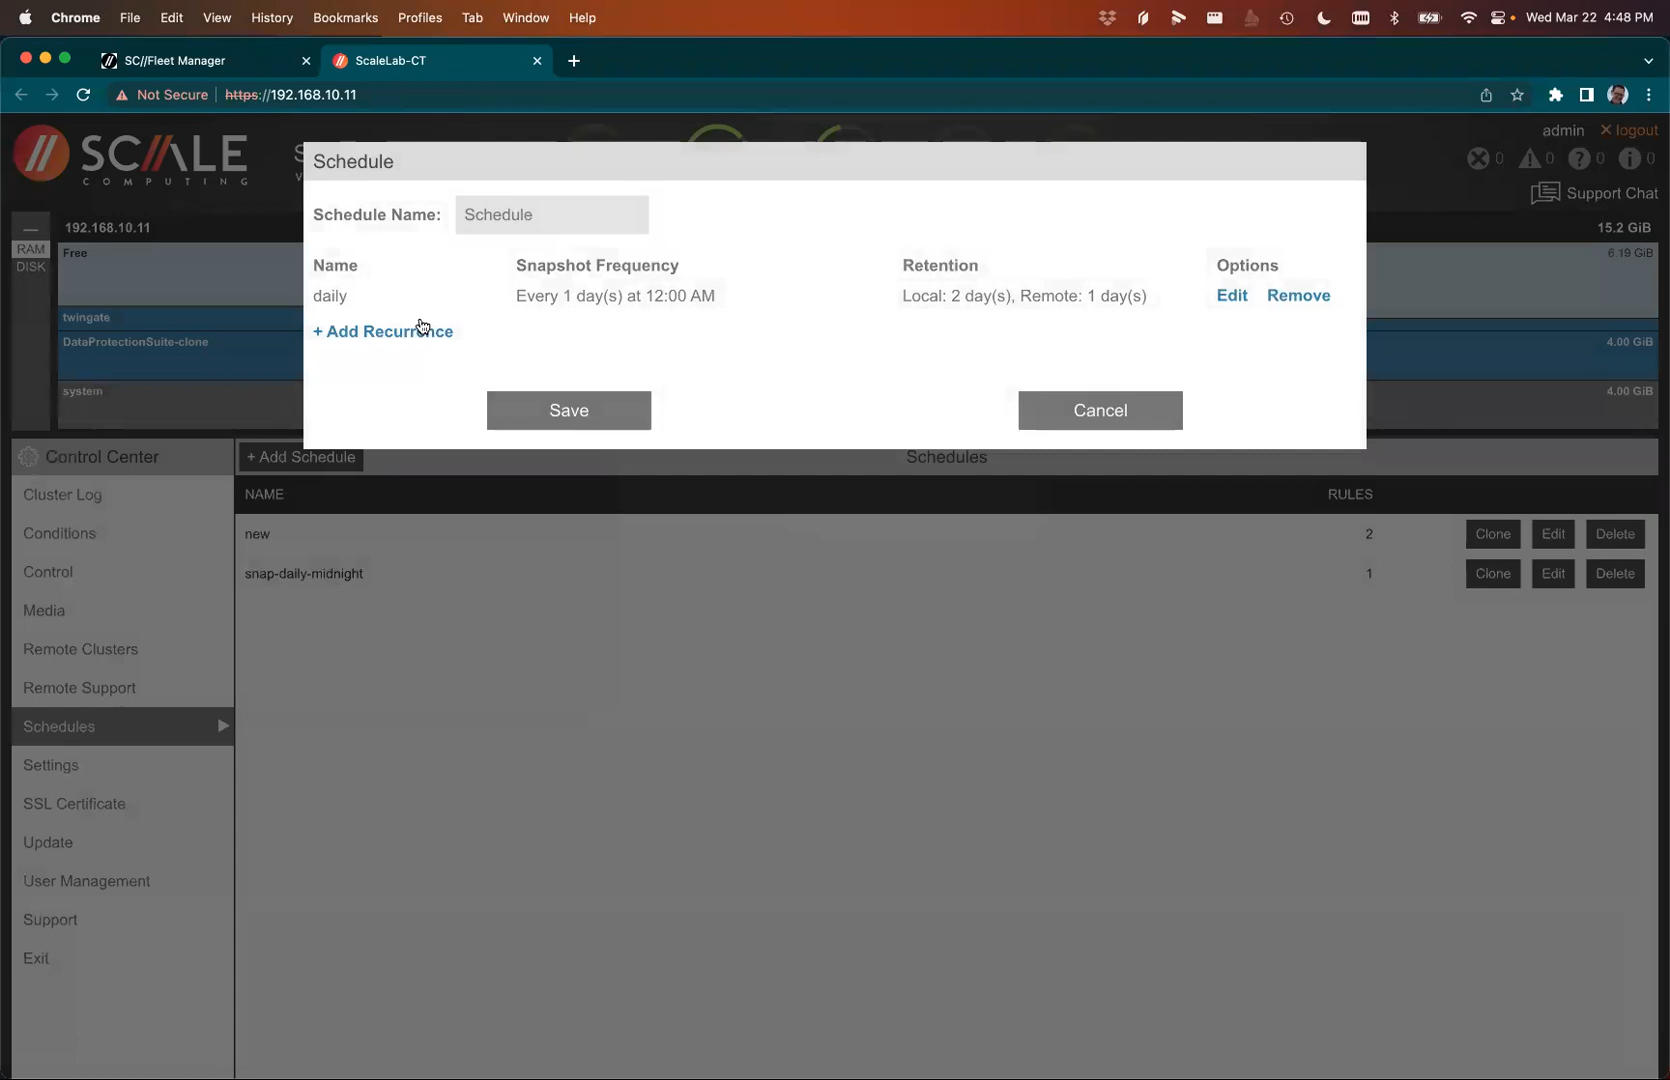 Chrome File Edit View History Bookmarks Profiles Tab Window Help Wed Mar 22 4:48 PM
SC//Fleet Manager ScaleLab-CT
Not Secure https://192.168.10.11
SCALE
COMPUTING
admin ✕ logout
0 0 0 0
Support Chat
Schedule
Schedule Name: Schedule
Name Snapshot Frequency Retention Options
daily Every 1 day(s) at 12:00 AM Local: 2 day(s), Remote: 1 day(s) Edit Remove
+ Add Recurrence
Save Cancel
192.168.10.11 15.2 GiB
RAM
DISK
Free 6.19 GiB
twingate
DataProtectionSuite-clone 4.00 GiB
system 4.00 GiB
Control Center
+ Add Schedule Schedules
NAME RULES
new 2 Clone Edit Delete
snap-daily-midnight 1 Clone Edit Delete
Cluster Log
Conditions
Control
Media
Remote Clusters
Remote Support
Schedules
Settings
SSL Certificate
Update
User Management
Support
Exit